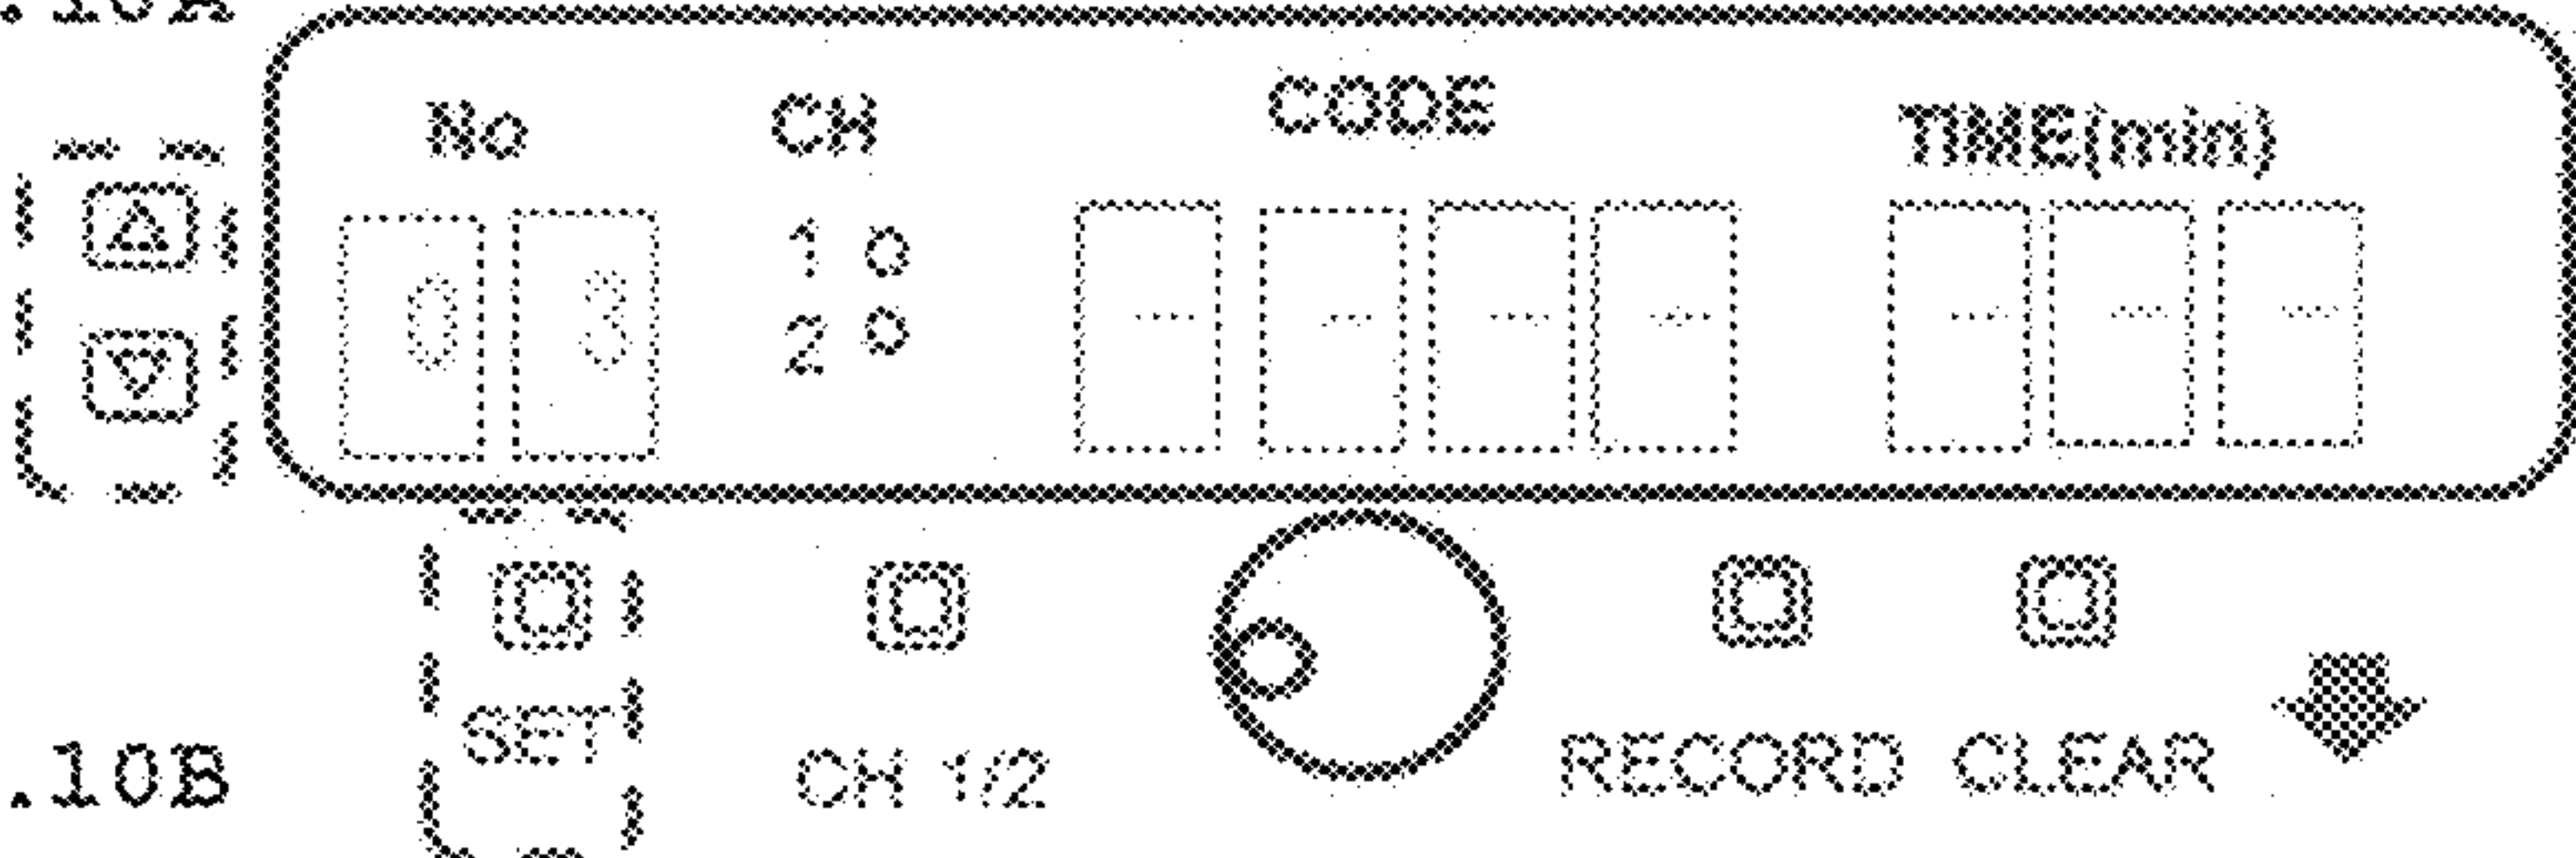 .10A
No CH CODE TIME(min)
0 3 1 - - - - - - -
2
SET CH 1/2 RECORD CLEAR
.10B